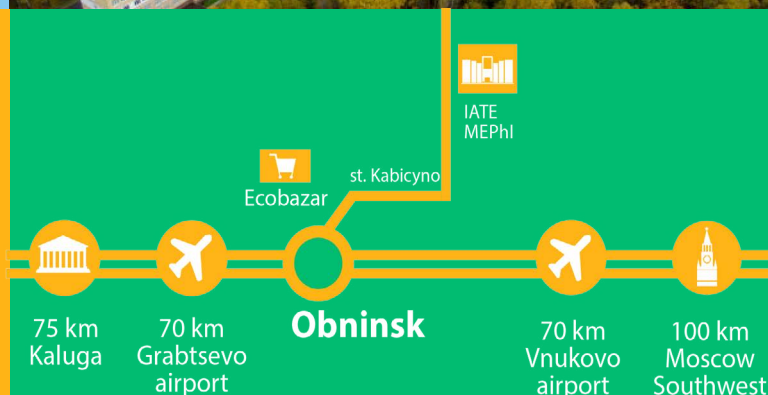 IATE
MEPhI
st. Kabicyno
Ecobazar
Obninsk
75 km
Kaluga
70 km
Grabtsevo
airport
70 km
Vnukovo
airport
100 km
Moscow
Southwest